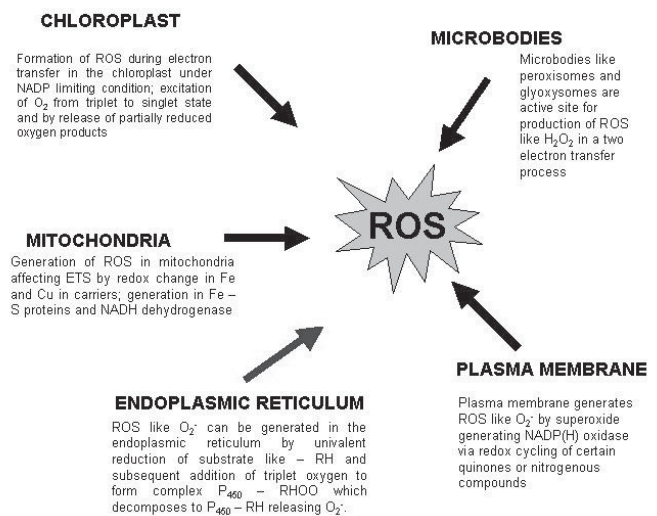 CHLOROPLAST
Formation of ROS during electron
transfer in the chloroplast under
NADP limiting condition; excitation
of O₂ from triplet to singlet state
and by release of partially reduced
oxygen products
MICROBODIES
Microbodies like
peroxisomes and
glyoxysomes are
active site for
production of ROS
like H₂O₂ in a two
electron transfer
process
ROS
MITOCHONDRIA
Generation of ROS in mitochondria
affecting ETS by redox change in Fe
and Cu in carriers; generation in Fe –
S proteins and NADH dehydrogenase
PLASMA MEMBRANE
Plasma membrane generates
ROS like O₂⁻ by superoxide
generating NADP(H) oxidase
via redox cycling of certain
quinones or nitrogenous
compounds
ENDOPLASMIC RETICULUM
ROS like O₂⁻ can be generated in the
endoplasmic reticulum by univalent
reduction of substrate like – RH and
subsequent addition of triplet oxygen to
form complex P₄₅₀ – RHOO which
decomposes to P₄₅₀ – RH releasing O₂⁻.